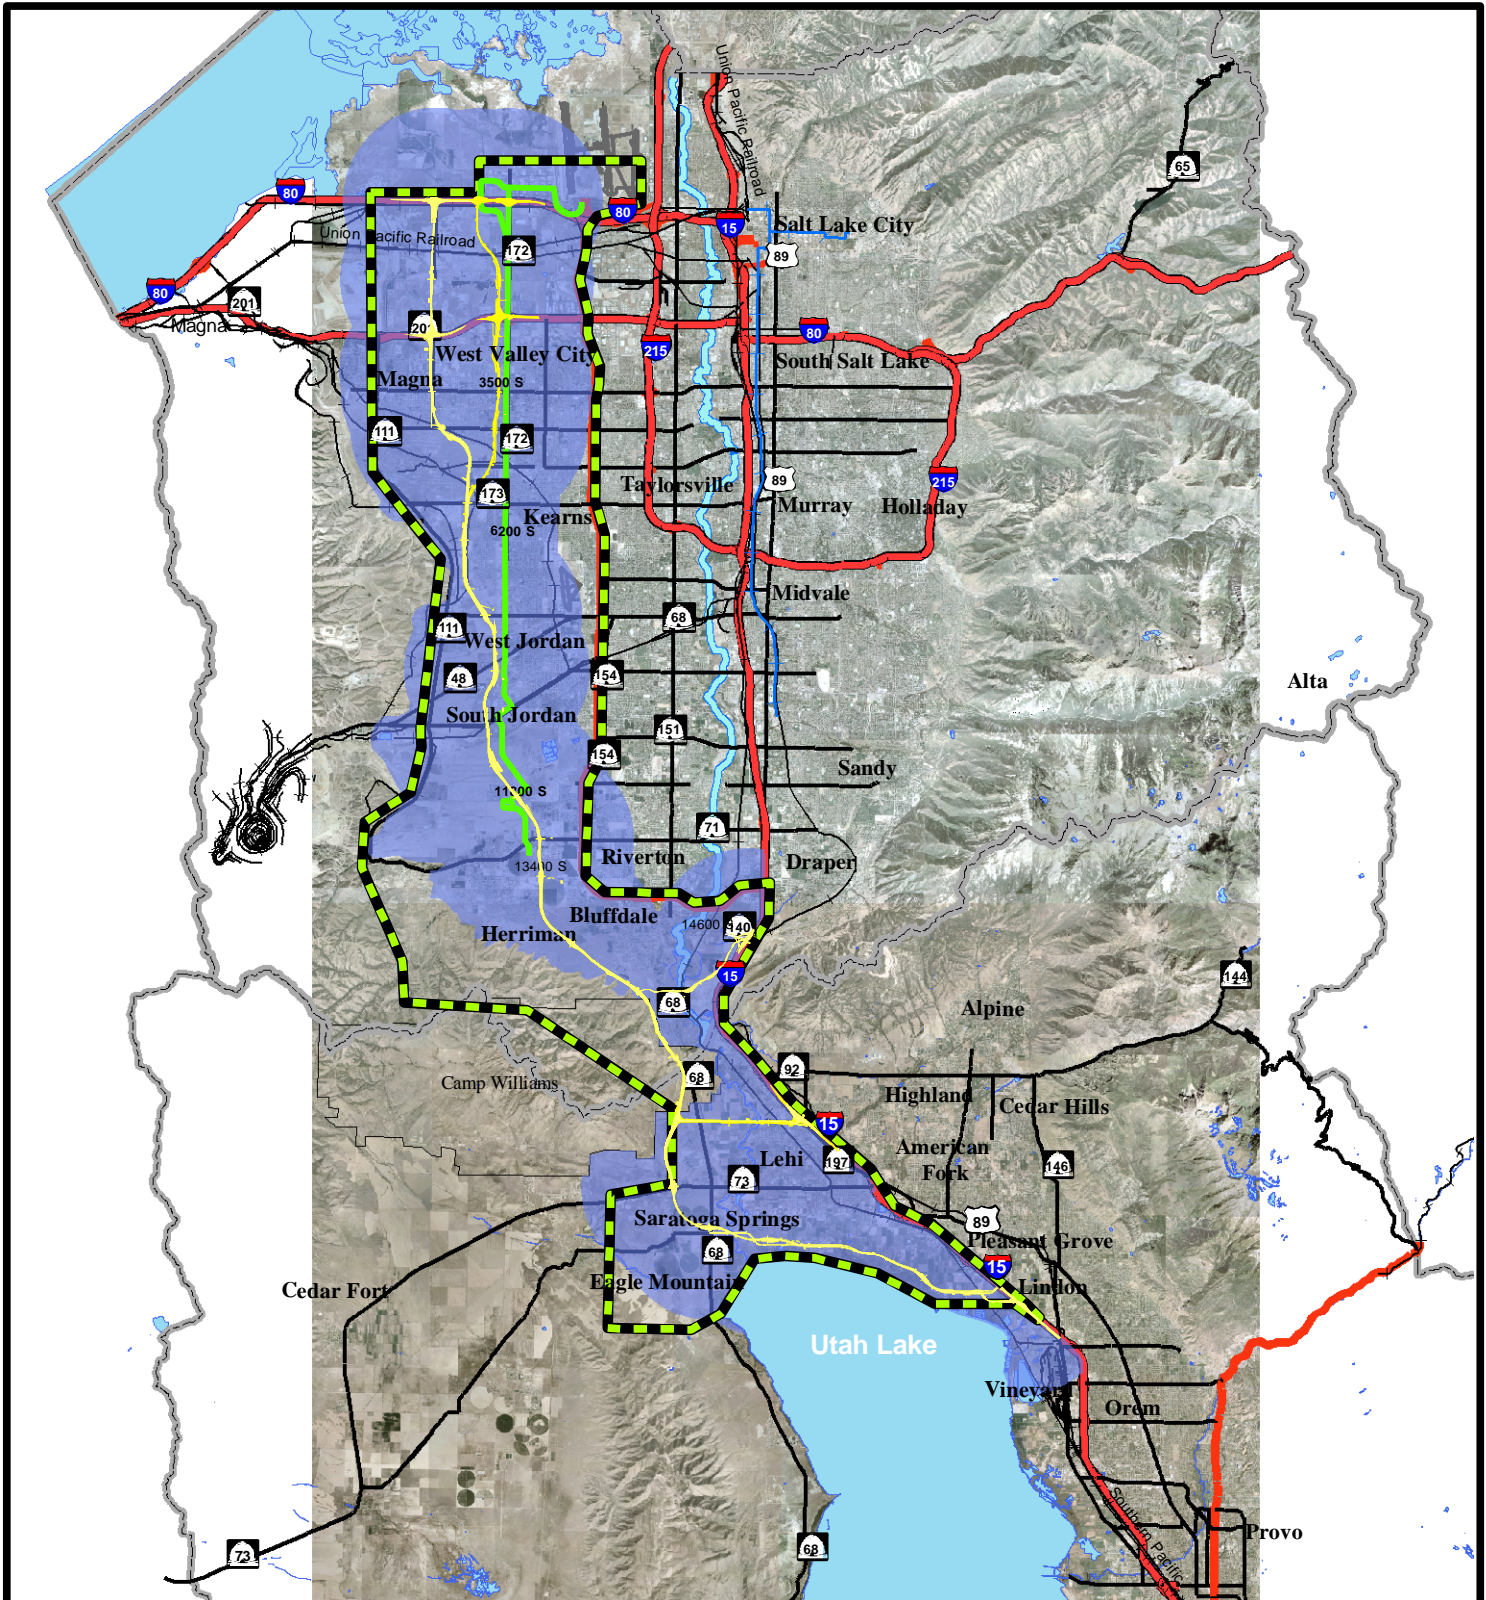 Union Pacific Railroad
65
80
80
Salt Lake City
15
Union Pacific Railroad
172
89
80
201
Magna
201
80
215
West Valley City
South Salt Lake
Magna
3500 S
111
172
89
215
Taylorsville
173
Murray
Holladay
Kearns
6200 S
Midvale
68
111
West Jordan
48
154
Alta
South Jordan
151
154
Sandy
11800 S
71
Riverton
Draper
13400 S
Bluffdale
14600
140
Herriman
15
144
68
Alpine
92
68
Camp Williams
Highland
Cedar Hills
15
American
Fork
Lehi
197
146
73
Saratoga Springs
89
68
Pleasant Grove
15
Eagle Mountain
Lindon
Cedar Fort
Utah Lake
Vineyard
Orem
Southern Pacific
Provo
68
73